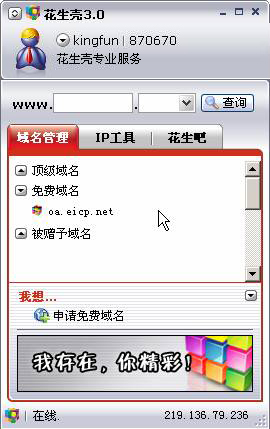 花生壳3.0
kingfun | 870670
花生壳专业服务
www. . 查询
域名管理 IP工具 花生吧
顶级域名
免费域名
oa.eicp.net
被赠予域名
我想...
申请免费域名
我存在，你精彩！
在线. 219.136.79.236